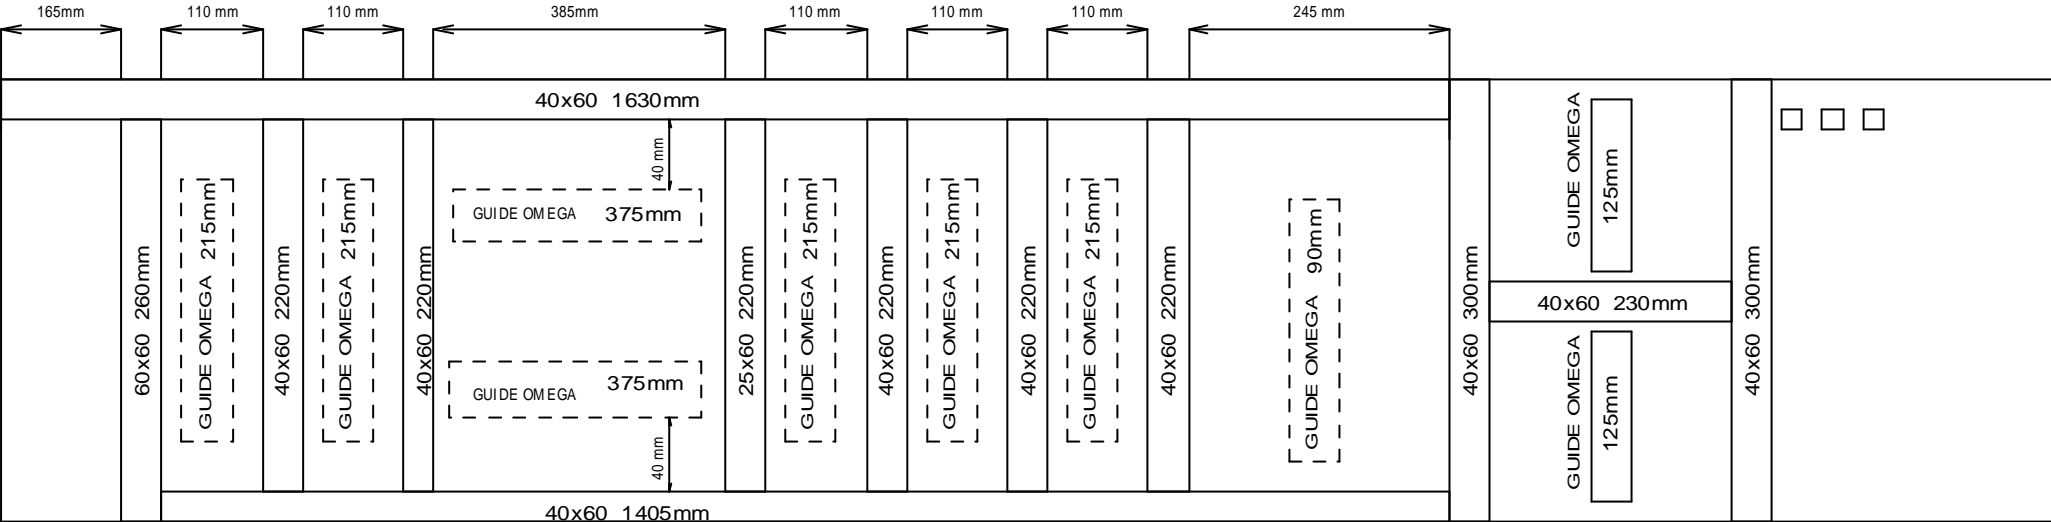 165mm
110 mm
110 mm
385mm
110 mm
110 mm
110 mm
245 mm
40x60 1630mm
60x60 260mm
GUIDE OMEGA 215mm
40x60 220mm
GUIDE OMEGA 215mm
40x60 220mm
40 mm
GUIDE OMEGA 375mm
GUIDE OMEGA 375mm
40 mm
25x60 220mm
GUIDE OMEGA 215mm
40x60 220mm
GUIDE OMEGA 215mm
40x60 220mm
GUIDE OMEGA 215mm
40x60 220mm
GUIDE OMEGA 90mm
40x60 300mm
GUIDE OMEGA
125mm
40x60 230mm
GUIDE OMEGA
125mm
40x60 300mm
40x60 1405mm